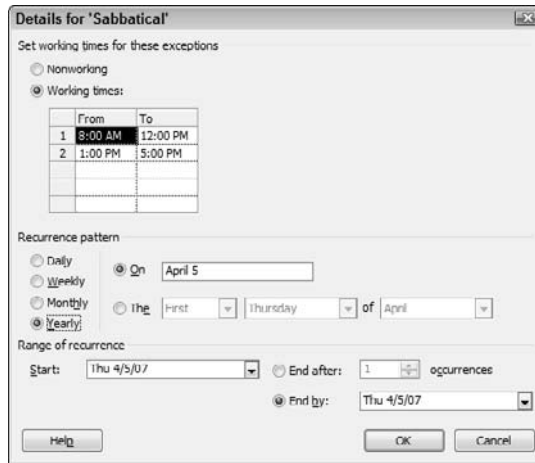 Details for 'Sabbatical'
Set working times for these exceptions
Nonworking
Working times:
From To
1 8:00 AM 12:00 PM
2 1:00 PM 5:00 PM
Recurrence pattern
Daily
Weekly
Monthly
Yearly
On April 5
The First Thursday of April
Range of recurrence
Start: Thu 4/5/07 End after: 1 occurrences
End by: Thu 4/5/07
Help OK Cancel